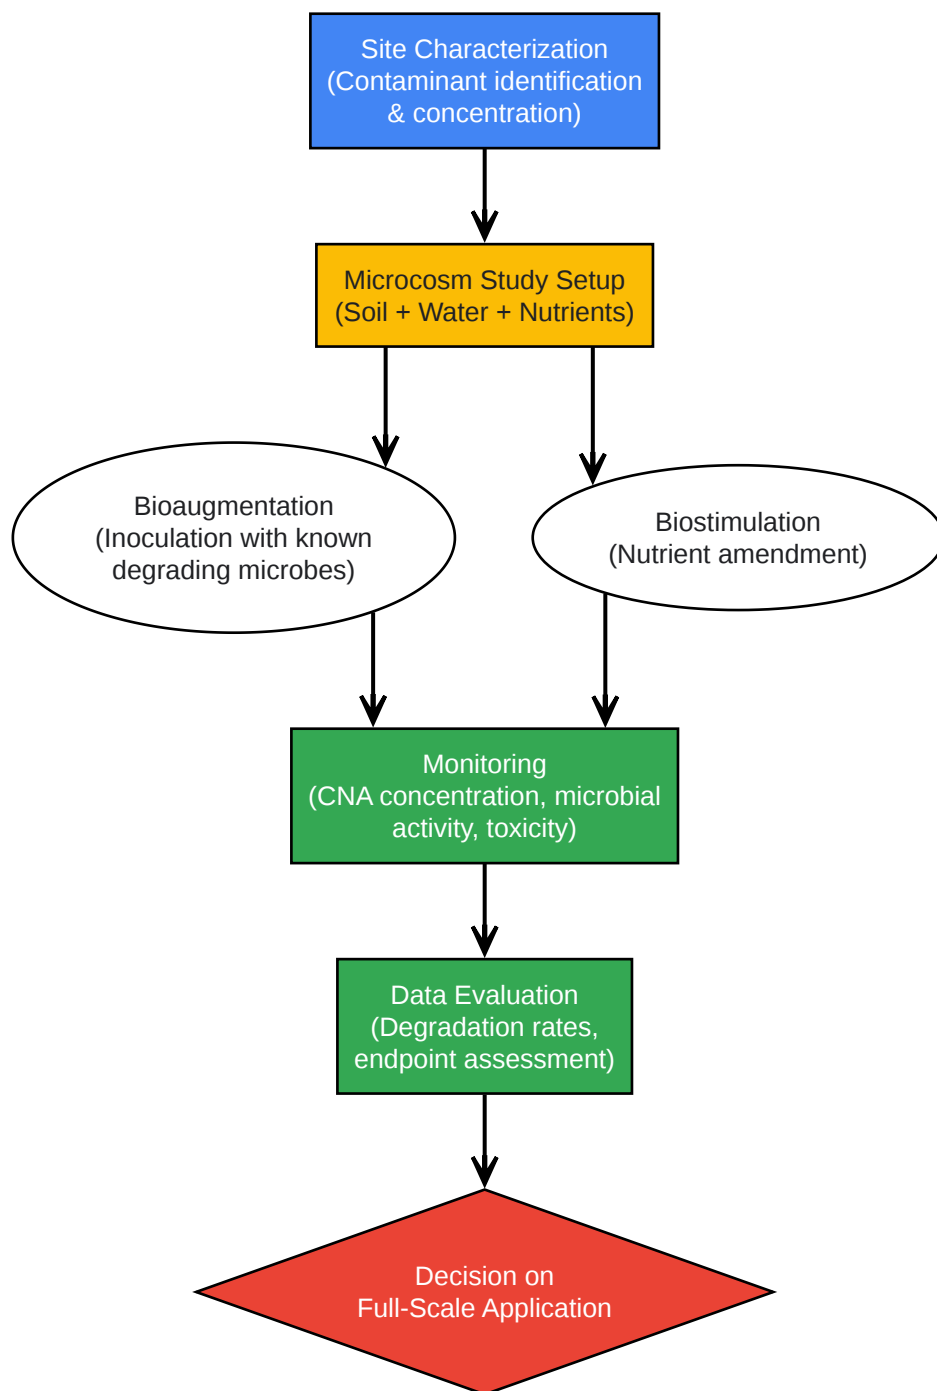 Site Characterization
(Contaminant identification
& concentration)
Microcosm Study Setup
(Soil + Water + Nutrients)
Bioaugmentation
(Inoculation with known
degrading microbes)
Biostimulation
(Nutrient amendment)
Monitoring
(CNA concentration, microbial
activity, toxicity)
Data Evaluation
(Degradation rates,
endpoint assessment)
Decision on
Full-Scale Application